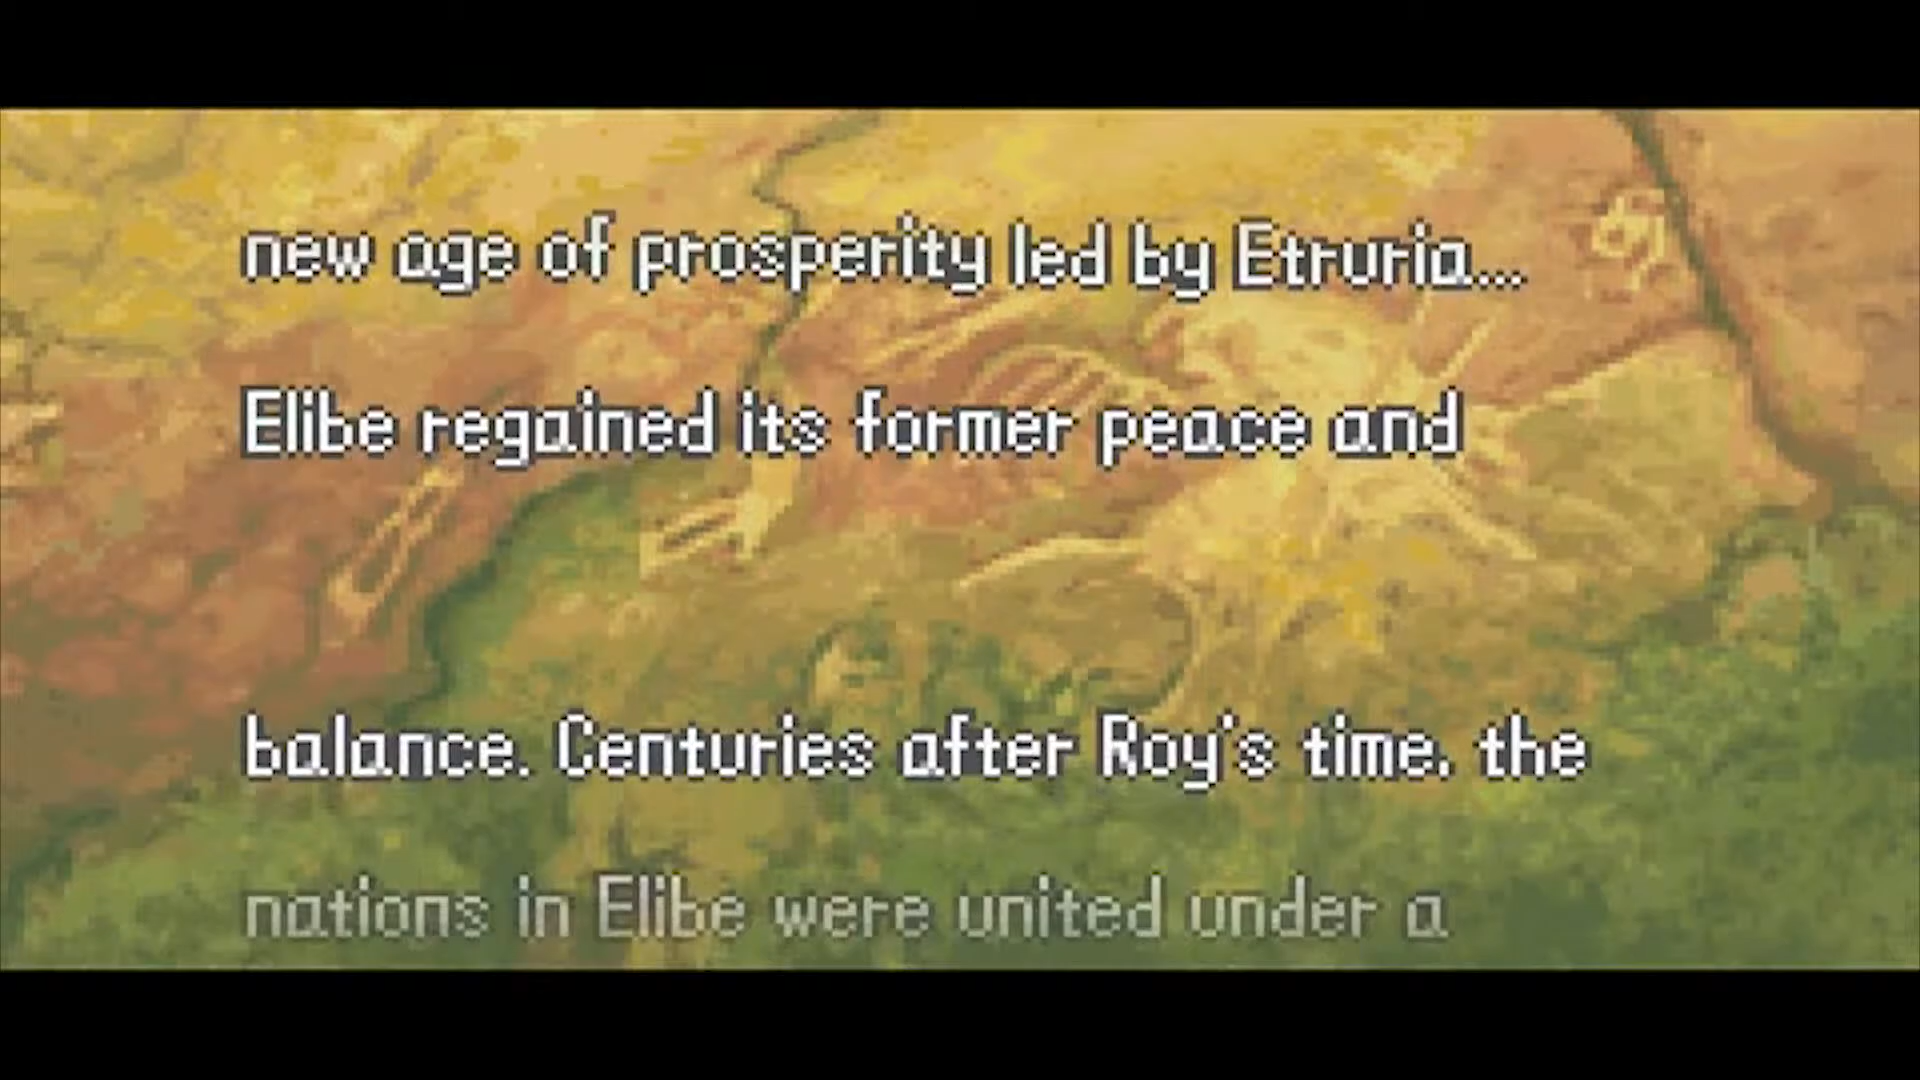 new age of prosperity led by Etruria...
Elibe regained its former peace and
balance. Centuries after Roy's time, the
nations in Elibe were united under a